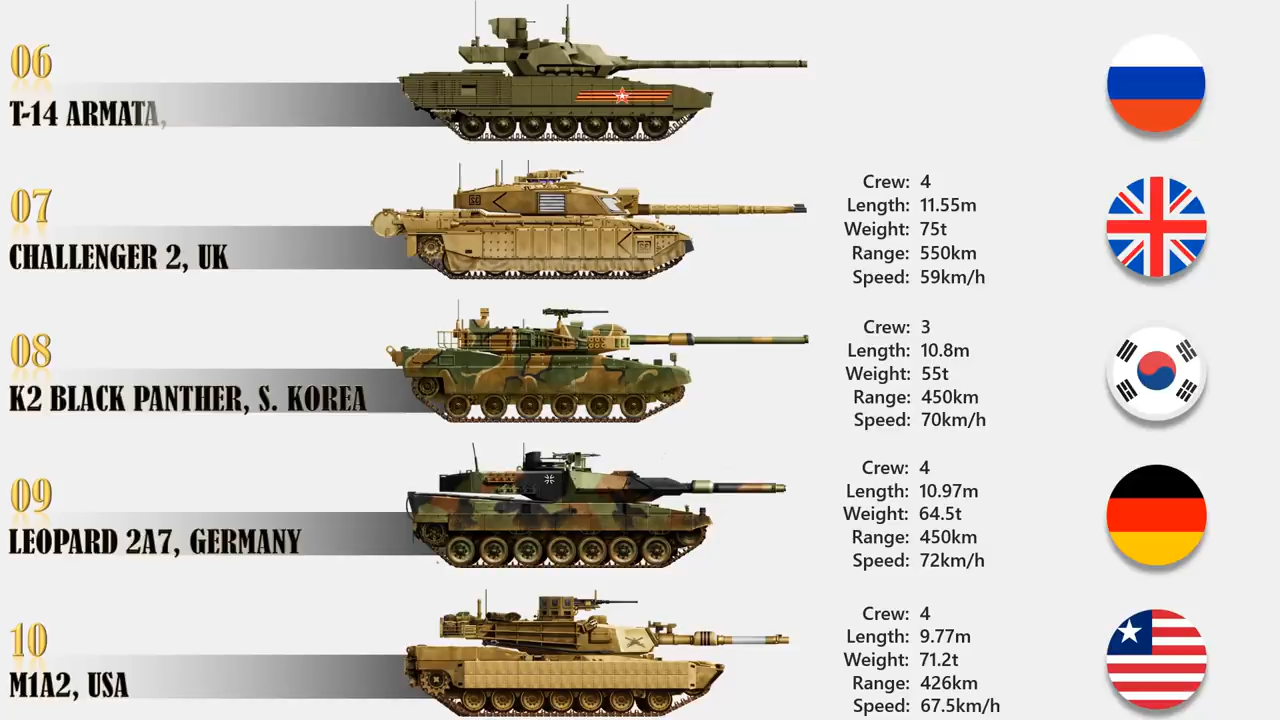 06
T-14 ARMATA,
07
CHALLENGER 2, UK
Crew: 4
Length: 11.55m
Weight: 75t
Range: 550km
Speed: 59km/h
08
K2 BLACK PANTHER, S. KOREA
Crew: 3
Length: 10.8m
Weight: 55t
Range: 450km
Speed: 70km/h
09
LEOPARD 2A7, GERMANY
Crew: 4
Length: 10.97m
Weight: 64.5t
Range: 450km
Speed: 72km/h
10
M1A2, USA
Crew: 4
Length: 9.77m
Weight: 71.2t
Range: 426km
Speed: 67.5km/h